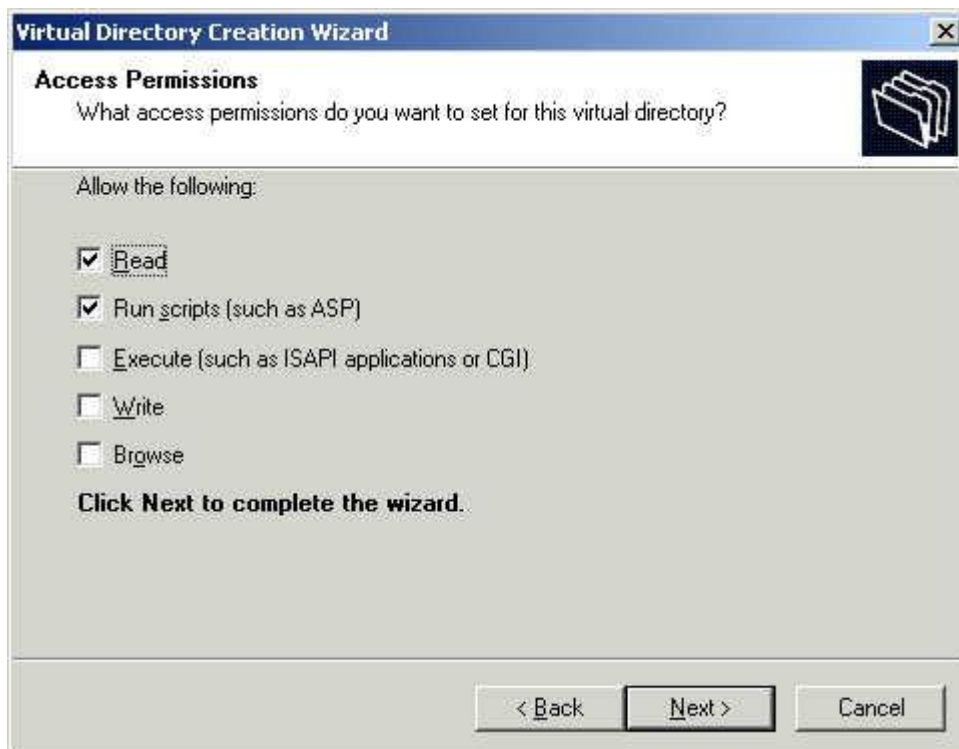 Virtual Directory Creation Wizard
Access Permissions
What access permissions do you want to set for this virtual directory?
Allow the following:
Read
Run scripts (such as ASP)
Execute (such as ISAPI applications or CGI)
Write
Browse
Click Next to complete the wizard.
< Back
Next >
Cancel